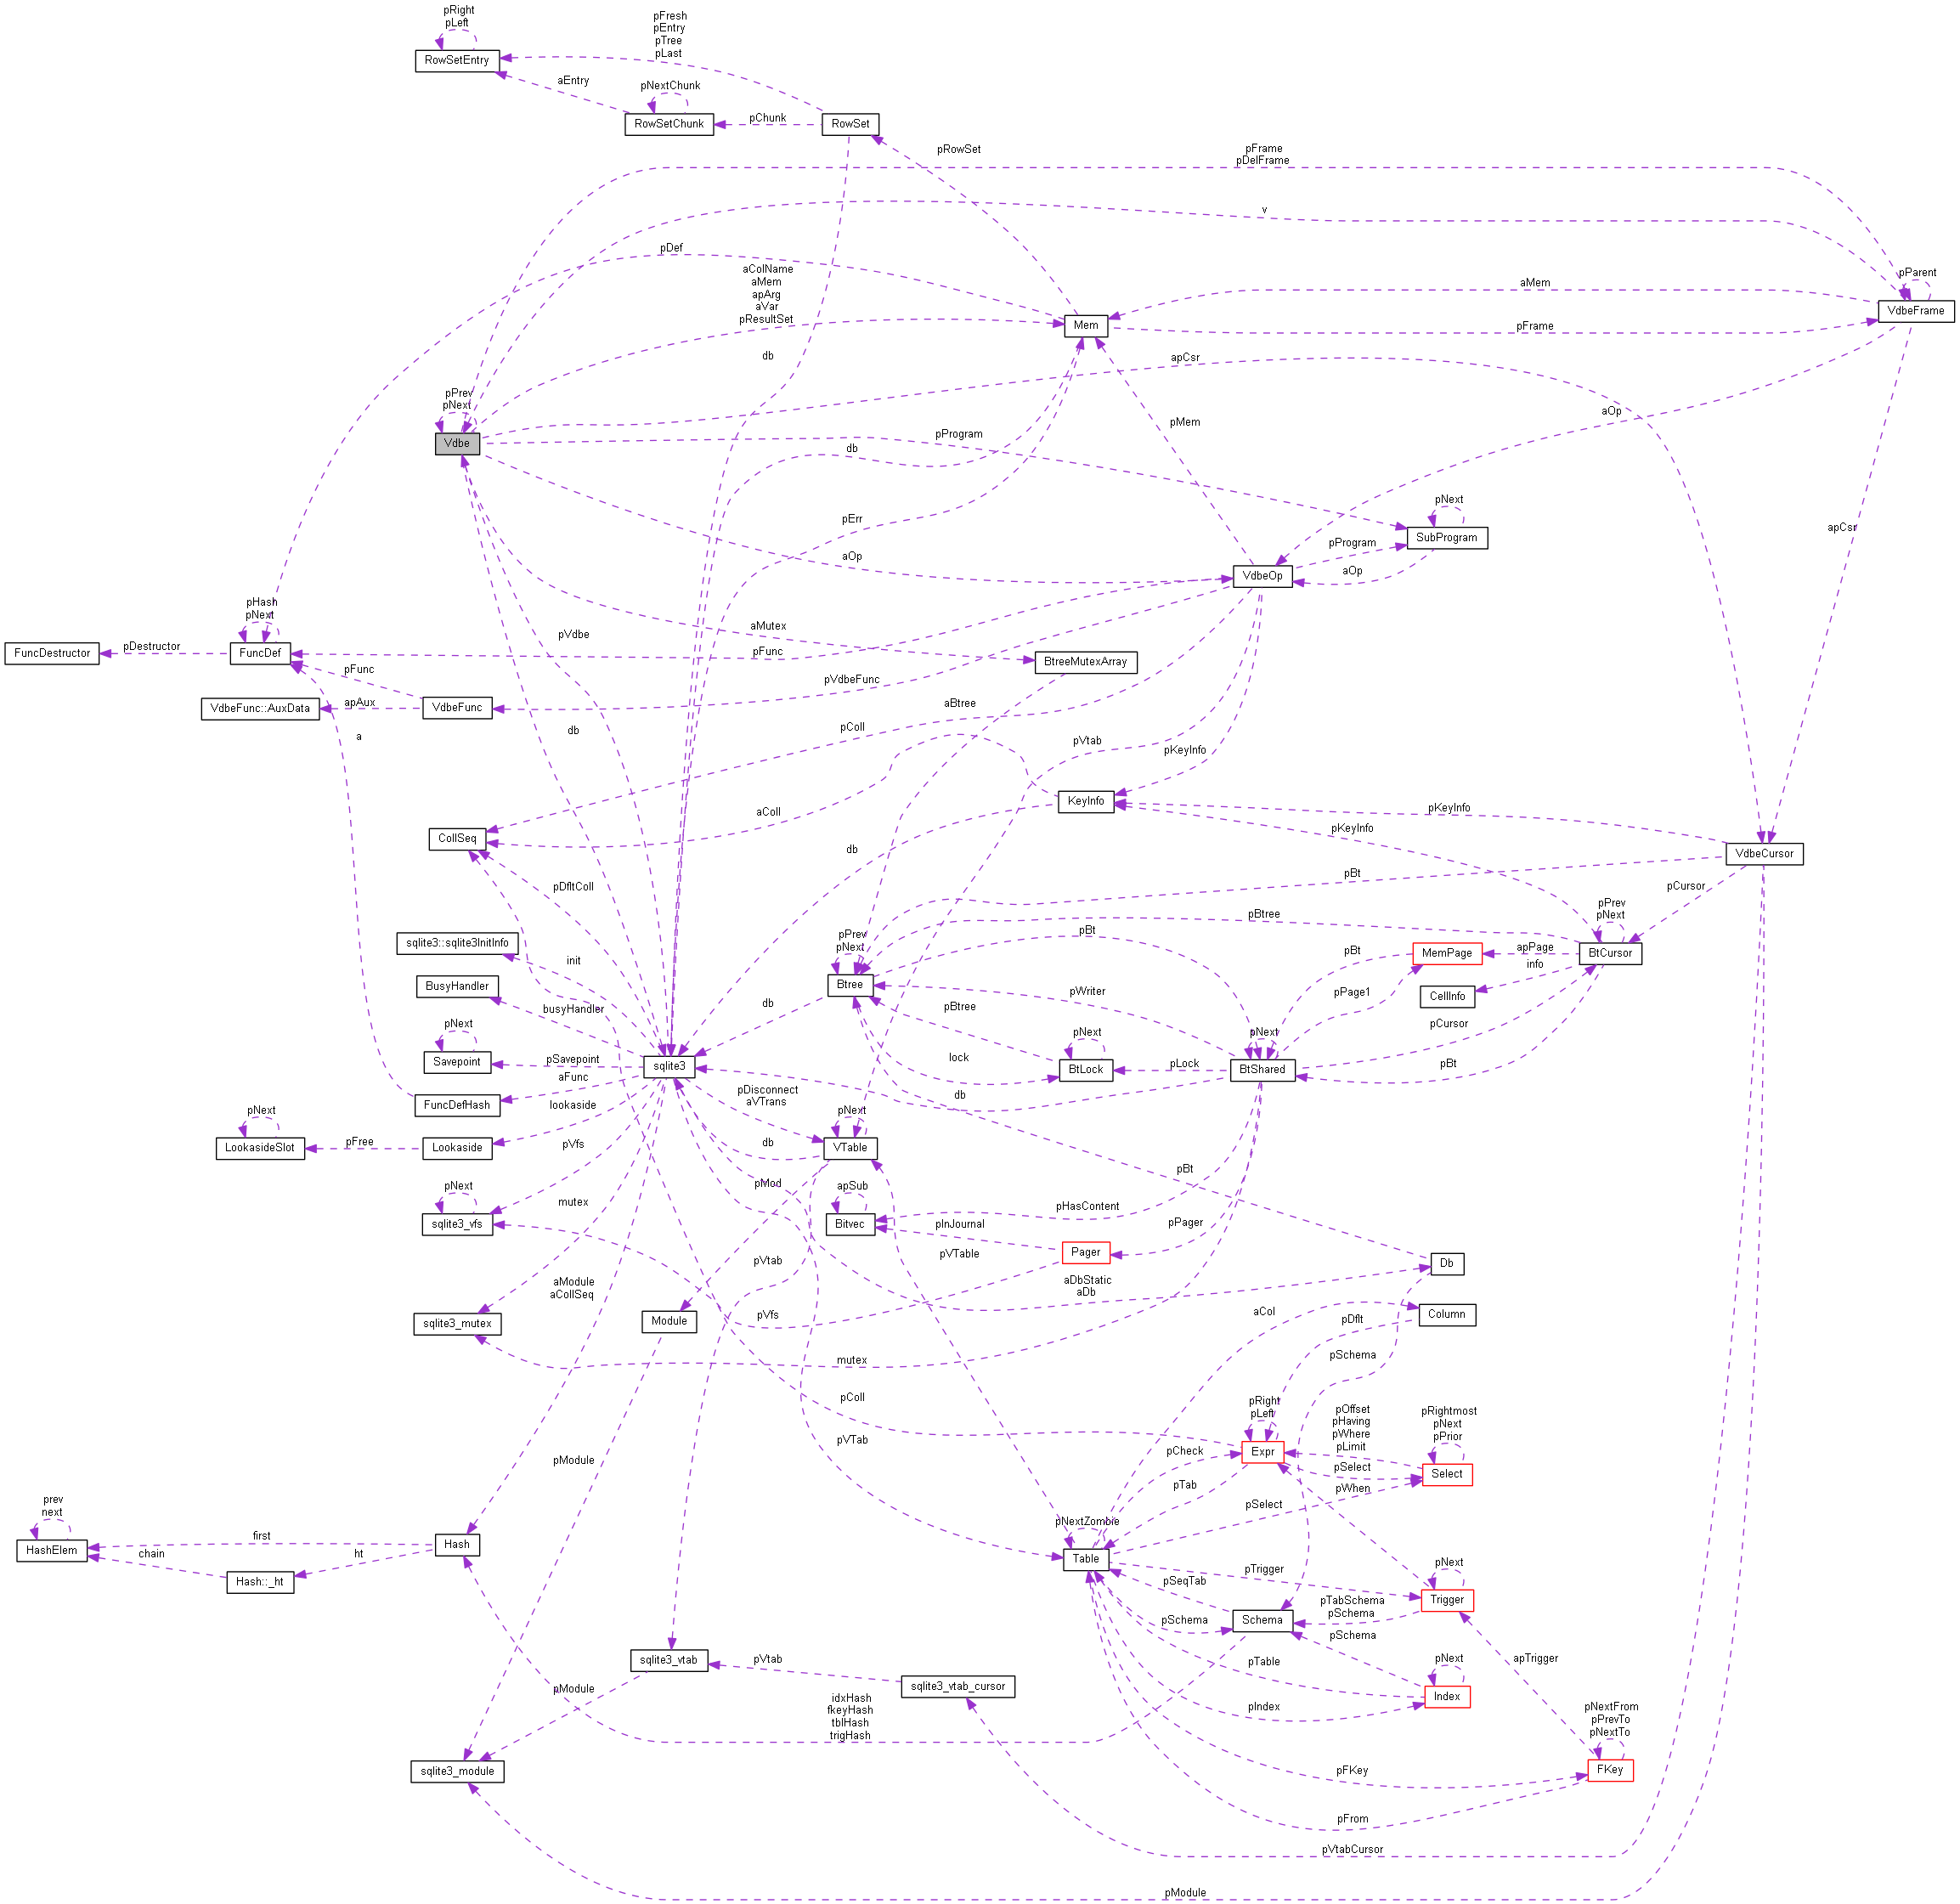 pRight
pLeft
RowSetEntry
pFresh
pEntry
pTree
pLast
aEntry
pNextChunk
RowSetChunk
pChunk
RowSet
pRowSet
pFrame
pDelFrame
v
pDef
aColName
aMem
apArg
aVar
pResultSet
Mem
aMem
pParent
VdbeFrame
pFrame
db
apCsr
pPrev
pNext
Vdbe
pProgram
db
pMem
aOp
pErr
pNext
SubProgram
apCsr
aOp
pProgram
aOp
VdbeOp
pHash
pNext
FuncDef
FuncDestructor
pDestructor
pVdbe
aMutex
pFunc
BtreeMutexArray
pFunc
pVdbeFunc
VdbeFunc::AuxData
apAux
VdbeFunc
a
db
aBtree
pColl
pVtab
pKeyInfo
KeyInfo
aColl
pKeyInfo
CollSeq
db
pKeyInfo
VdbeCursor
pDfltColl
pBt
pCursor
sqlite3::sqlite3InitInfo
init
pPrev
pNext
Btree
pBt
pBtree
pPrev
pNext
BtCursor
pBt
MemPage
apPage
info
CellInfo
BusyHandler
busyHandler
db
pWriter
pPage1
pBtree
pCursor
pNext
Savepoint
pSavepoint
sqlite3
lock
pNext
BtLock
pLock
pNext
BtShared
pBt
aFunc
FuncDefHash
lookaside
pDisconnect
aVTrans
db
pNext
LookasideSlot
pFree
Lookaside
pNext
VTable
db
pVfs
pMod
pBt
pNext
sqlite3_vfs
mutex
apSub
Bitvec
pHasContent
pInJournal
pPager
Pager
pVTable
Db
pVtab
aModule
aCollSeq
aDbStatic
aDb
sqlite3_mutex
Module
pVfs
aCol
Column
pDflt
mutex
pSchema
pColl
pRight
pLeft
Expr
pOffset
pHaving
pWhere
pLimit
pRightmost
pNext
pPrior
Select
pSelect
pVTab
pCheck
pTab
pModule
pSelect
pWhen
prev
next
HashElem
first
Hash
chain
ht
Hash::_ht
pNextZombie
Table
pTrigger
pNext
Trigger
pSeqTab
pTabSchema
pSchema
Schema
pSchema
pSchema
pTable
pNext
Index
apTrigger
sqlite3_vtab
pVtab
sqlite3_vtab_cursor
pModule
idxHash
fkeyHash
tblHash
trigHash
pIndex
pNextFrom
pPrevTo
pNextTo
FKey
pFKey
sqlite3_module
pFrom
pVtabCursor
pModule